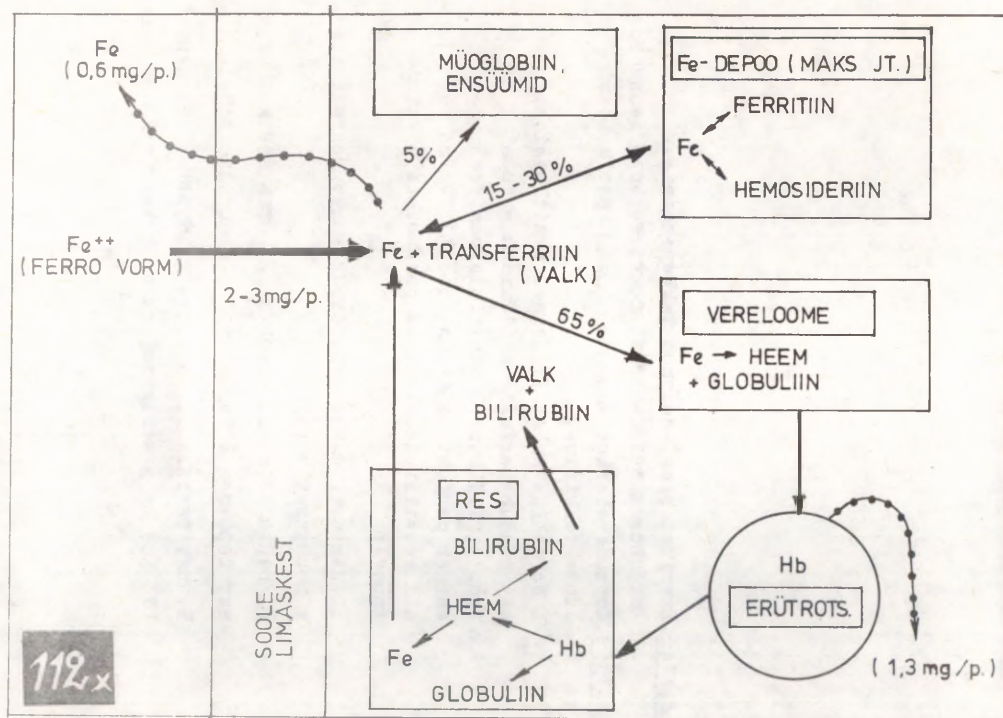 Fe
(0,6 mg/p.)
MÜOGLOBIIN,
ENSÜÜMID
Fe-DEPOO (MAKS JT.)
FERRITIIN
Fe
HEMOSIDERIIN
5%
15-30%
Fe++
(FERRO VORM)
2-3mg/p.
Fe + TRANSFERRIIN
(VALK)
65%
VERELOOME
Fe → HEEM
+ GLOBULIIN
VALK
+
BILIRUBIIN
RES
BILIRUBIIN
HEEM
Fe
Hb
GLOBULIIN
Hb
ERÜTROTS.
(1,3 mg/p.)
SOOLE-
LIMASKEST
112x